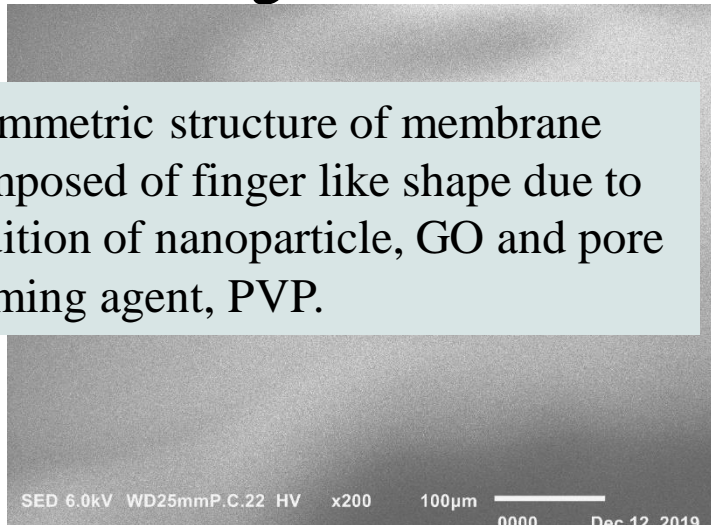 mmetric structure of membrane
mposed of finger like shape due to
ition of nanoparticle, GO and pore
ming agent, PVP.
SED 6.0kV WD25mmP.C.22 HV x200 100µm
0000 Dec 12, 2019